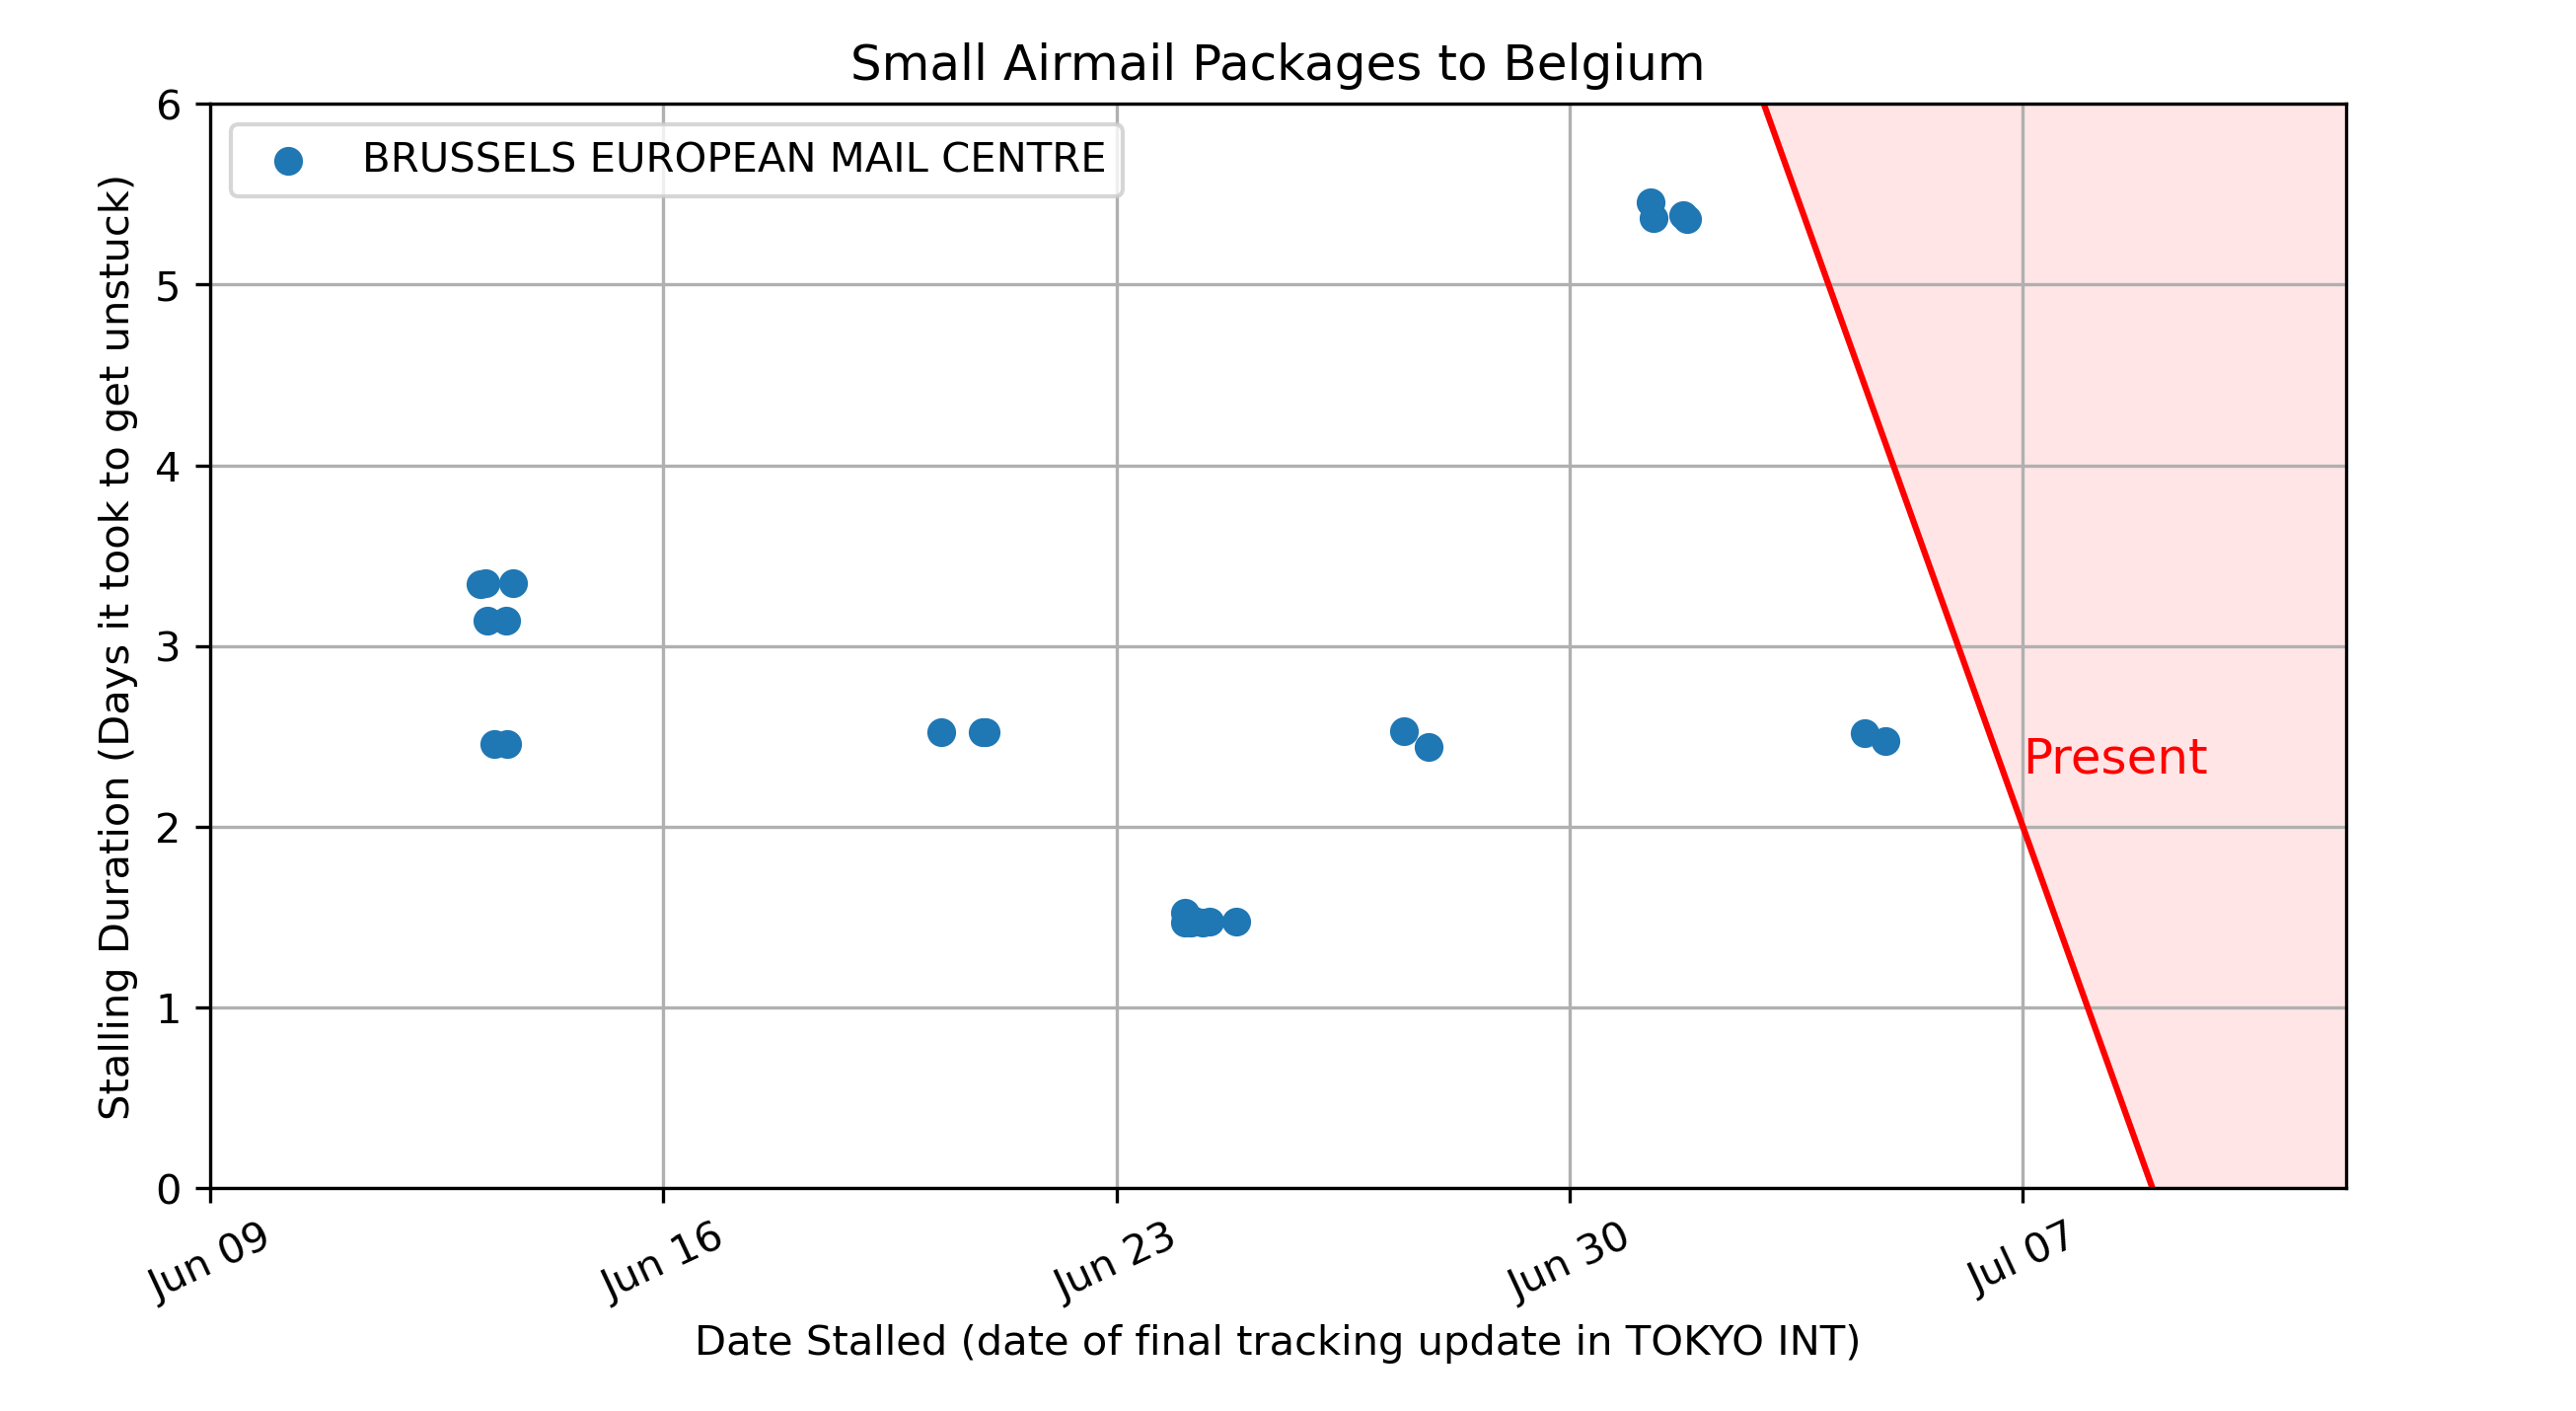 Small Airmail Packages to Belgium
BRUSSELS EUROPEAN MAIL CENTRE
Stalling Duration (Days it took to get unstuck)
6
5
4
3
2
1
0
Present
Jun 09
Jun 16
Jun 23
Jun 30
Jul 07
Date Stalled (date of final tracking update in TOKYO INT)